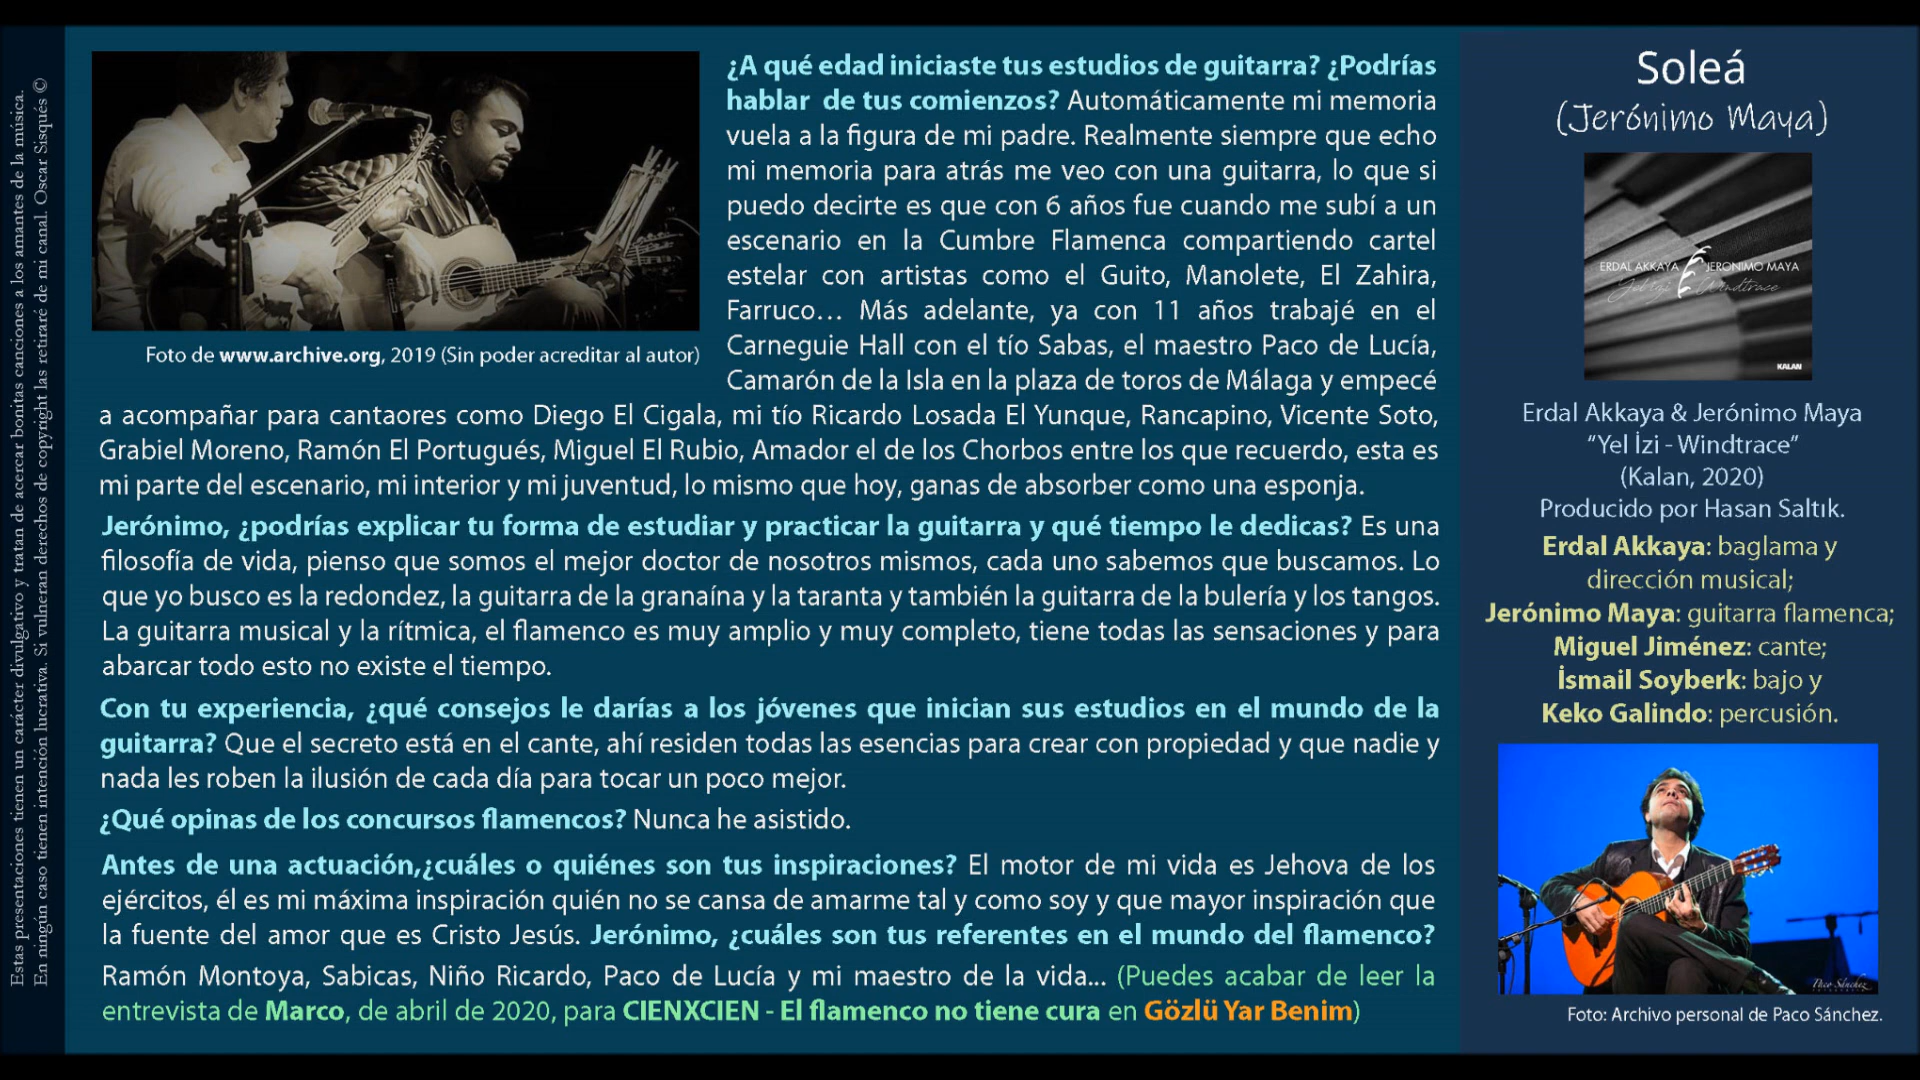 Estas presentaciones tienen un carácter divulgativo y tratan de acercar bonitas canciones a los amantes de la música.
En ningún caso tienen intención lucrativa. Si vulneran derechos de copyright las retiraré de mi canal. Oscar Sisqués ©
Foto de www.archive.org, 2019 (Sin poder acreditar al autor)
¿A qué edad iniciaste tus estudios de guitarra? ¿Podrías
hablar de tus comienzos? Automáticamente mi memoria
vuela a la figura de mi padre. Realmente siempre que echo
mi memoria para atrás me veo con una guitarra, lo que si
puedo decirte es que con 6 años fue cuando me subí a un
escenario en la Cumbre Flamenca compartiendo cartel
estelar con artistas como el Guito, Manolete, El Zahira,
Farruco… Más adelante, ya con 11 años trabajé en el
Carneguie Hall con el tío Sabas, el maestro Paco de Lucía,
Camarón de la Isla en la plaza de toros de Málaga y empecé
a acompañar para cantaores como Diego El Cigala, mi tío Ricardo Losada El Yunque, Rancapino, Vicente Soto,
Grabiel Moreno, Ramón El Portugués, Miguel El Rubio, Amador el de los Chorbos entre los que recuerdo, esta es
mi parte del escenario, mi interior y mi juventud, lo mismo que hoy, ganas de absorber como una esponja.
Jerónimo, ¿podrías explicar tu forma de estudiar y practicar la guitarra y qué tiempo le dedicas? Es una
filosofía de vida, pienso que somos el mejor doctor de nosotros mismos, cada uno sabemos que buscamos. Lo
que yo busco es la redondez, la guitarra de la granaína y la taranta y también la guitarra de la bulería y los tangos.
La guitarra musical y la rítmica, el flamenco es muy amplio y muy completo, tiene todas las sensaciones y para
abarcar todo esto no existe el tiempo.
Con tu experiencia, ¿qué consejos le darías a los jóvenes que inician sus estudios en el mundo de la
guitarra? Que el secreto está en el cante, ahí residen todas las esencias para crear con propiedad y que nadie y
nada les roben la ilusión de cada día para tocar un poco mejor.
¿Qué opinas de los concursos flamencos? Nunca he asistido.
Antes de una actuación,¿cuáles o quiénes son tus inspiraciones? El motor de mi vida es Jehova de los
ejércitos, él es mi máxima inspiración quién no se cansa de amarme tal y como soy y que mayor inspiración que
la fuente del amor que es Cristo Jesús. Jerónimo, ¿cuáles son tus referentes en el mundo del flamenco?
Ramón Montoya, Sabicas, Niño Ricardo, Paco de Lucía y mi maestro de la vida... (Puedes acabar de leer la
entrevista de Marco, de abril de 2020, para CIENXCIEN - El flamenco no tiene cura en Gözlü Yar Benim)
Soleá
(Jerónimo Maya)
ERDAL AKKAYA JERONIMO MAYA
Yel İzi Windtrace
KALAN
Erdal Akkaya & Jerónimo Maya
“Yel İzi - Windtrace”
(Kalan, 2020)
Producido por Hasan Saltık.
Erdal Akkaya: baglama y
dirección musical;
Jerónimo Maya: guitarra flamenca;
Miguel Jiménez: cante;
İsmail Soyberk: bajo y
Keko Galindo: percusión.
Paco Sánchez
Foto: Archivo personal de Paco Sánchez.